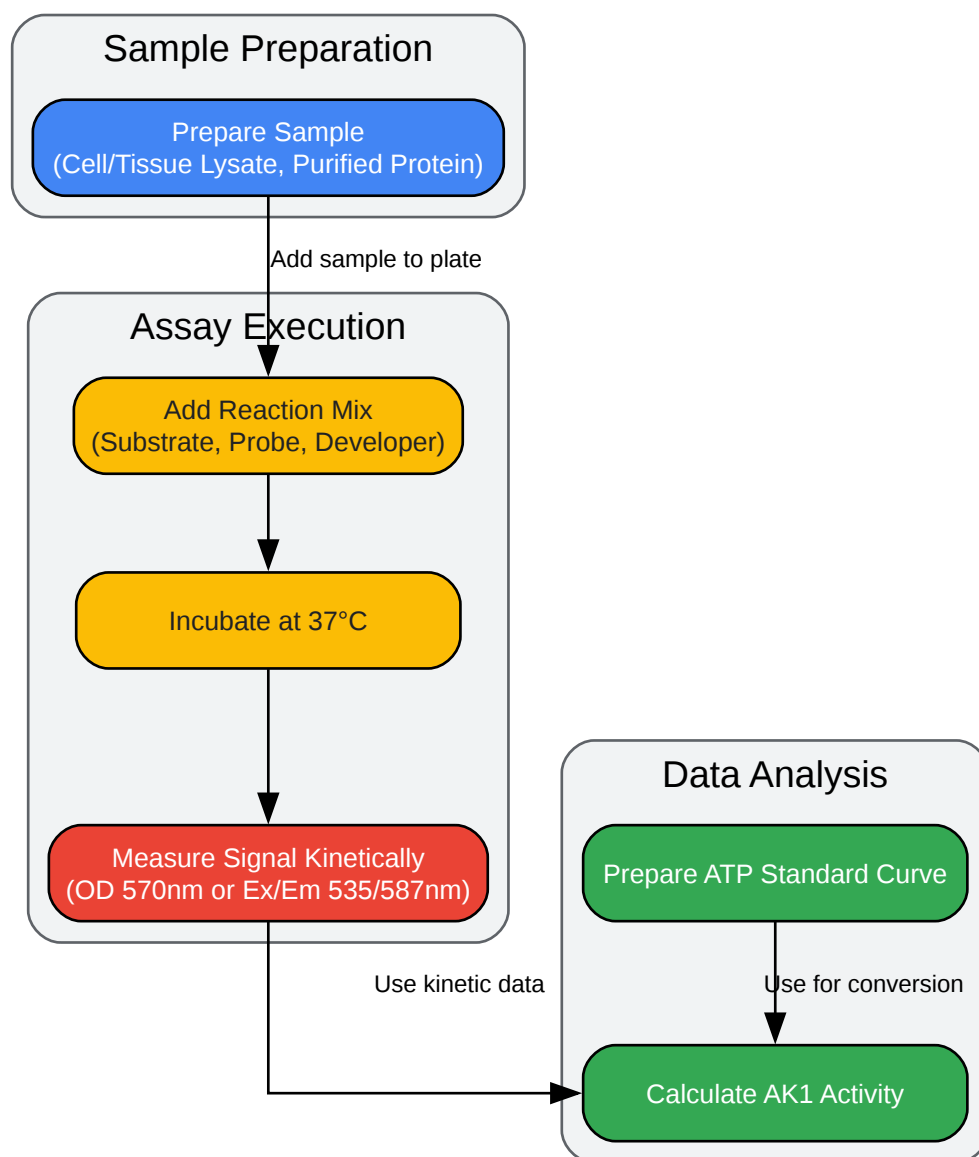 Sample Preparation
Prepare Sample
(Cell/Tissue Lysate, Purified Protein)
Add sample to plate
Assay Execution
Add Reaction Mix
(Substrate, Probe, Developer)
Incubate at 37°C
Measure Signal Kinetically
(OD 570nm or Ex/Em 535/587nm)
Use kinetic data
Data Analysis
Prepare ATP Standard Curve
Use for conversion
Calculate AK1 Activity